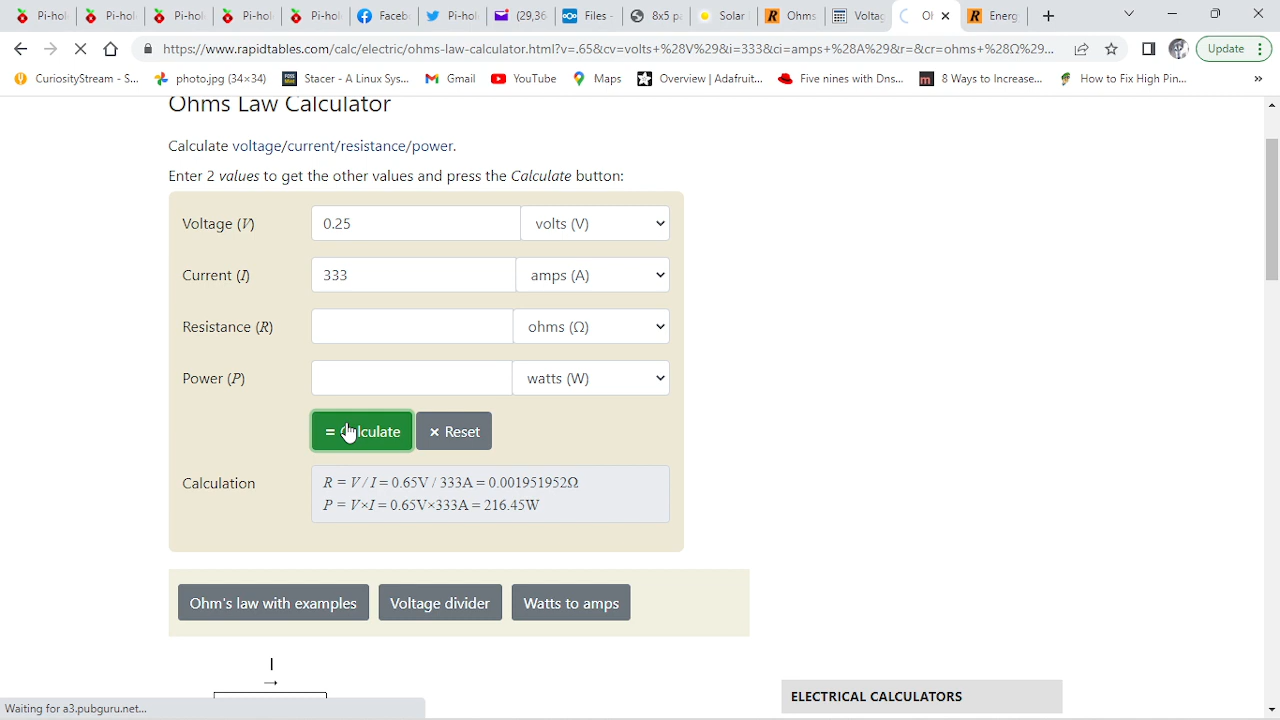 Pi-hol
Pi-hol
Pi-hol
Pi-hol
Pi-hol
Faceb
Pi-hol
(29,36
Files -
8x5 p
Solar
Ohms
Voltag
Oh
Energ
https://www.rapidtables.com/calc/electric/ohms-law-calculator.html?v=.65&cv=volts+%28V%29&i=333&ci=amps+%28A%29&r=&cr=ohms+%28Ω%29...
Update
CuriosityStream - S...
photo.jpg (34×34)
Stacer - A Linux Sys...
Gmail
YouTube
Maps
Overview | Adafruit...
Five nines with Dns...
8 Ways to Increase...
How to Fix High Pin...
»
Ohms Law Calculator
Calculate voltage/current/resistance/power.
Enter 2 values to get the other values and press the Calculate button:
Voltage (V)
0.25
volts (V)
Current (I)
333
amps (A)
Resistance (R)
ohms (Ω)
Power (P)
watts (W)
= Calculate
× Reset
Calculation
R = V / I = 0.65V / 333A = 0.001951952Ω
P = V×I = 0.65V×333A = 216.45W
Ohm's law with examples
Voltage divider
Watts to amps
I
→
ELECTRICAL CALCULATORS
Waiting for a3.pubguru.net...